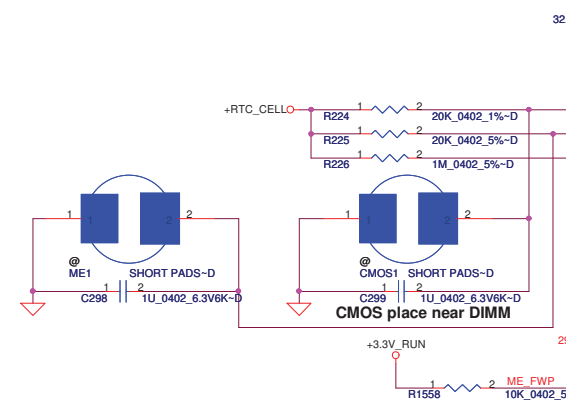 32
+RTC_CELL
1 2
R224 20K_0402_1%~D
1 2
R225 20K_0402_5%~D
1 2
R226 1M_0402_5%~D
1 1 2 2
@
ME1 SHORT PADS~D
1 2
C298 1U_0402_6.3V6K~D
1 1 2 2
@
CMOS1 SHORT PADS~D
1 2
C299 1U_0402_6.3V6K~D
CMOS place near DIMM
+3.3V_RUN
29
1 2 ME_FWP
R1558 10K_0402_5